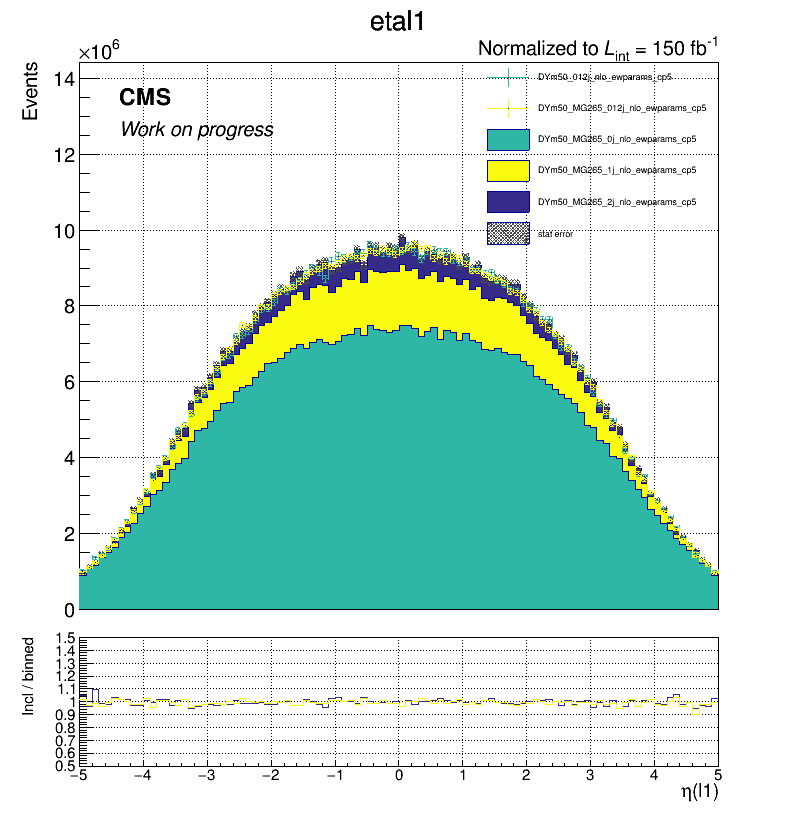 etal1
×10⁶
Normalized to L_int = 150 fb⁻¹
Events
CMS
Work on progress
DYm50_012j_nlo_ewparams_cp5
DYm50_MG265_012j_nlo_ewparams_cp5
DYm50_MG265_0j_nlo_ewparams_cp5
DYm50_MG265_1j_nlo_ewparams_cp5
DYm50_MG265_2j_nlo_ewparams_cp5
stat error
14
12
10
8
6
4
2
0
Incl / binned
1.5
1.4
1.3
1.2
1.1
1
0.9
0.8
0.7
0.6
0.5
−5 −4 −3 −2 −1 0 1 2 3 4 5
η(l1)